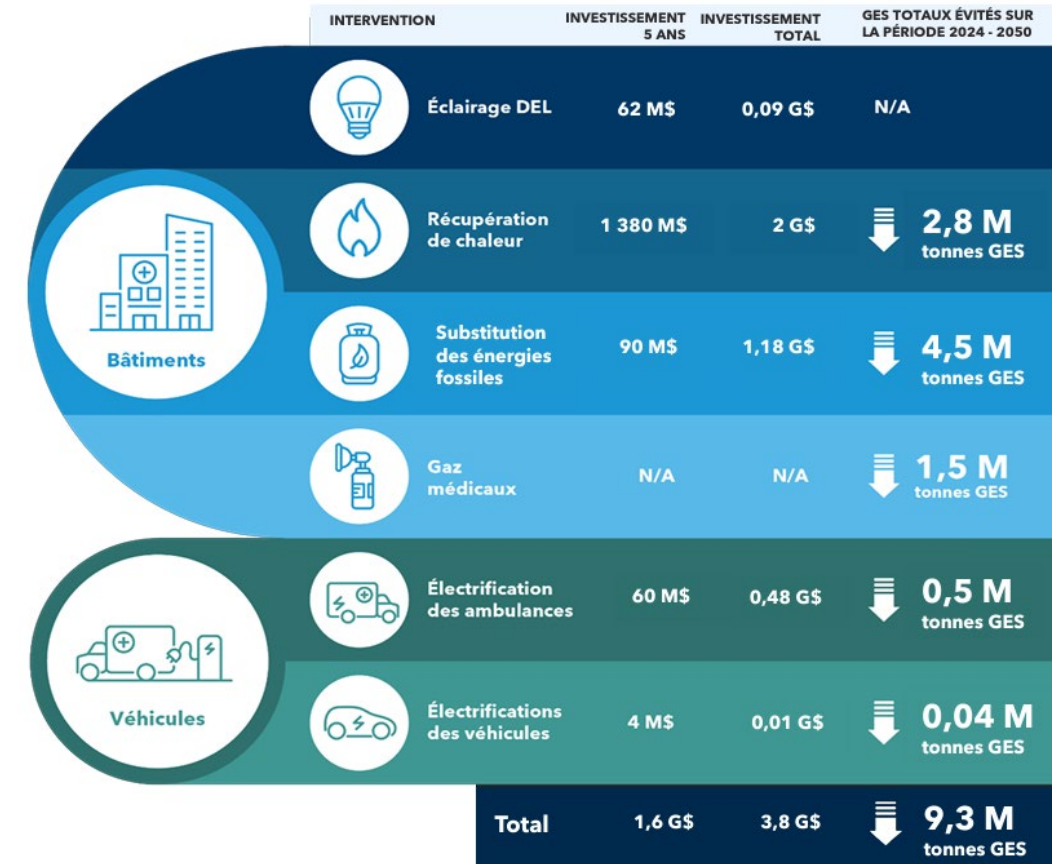 INTERVENTION
INVESTISSEMENT
5 ANS
INVESTISSEMENT
TOTAL
GES TOTAUX ÉVITÉS SUR
LA PÉRIODE 2024 - 2050
Bâtiments
Éclairage DEL
62 M$
0,09 G$
N/A
Récupération
de chaleur
1 380 M$
2 G$
2,8 M
tonnes GES
Substitution
des énergies
fossiles
90 M$
1,18 G$
4,5 M
tonnes GES
Gaz
médicaux
N/A
N/A
1,5 M
tonnes GES
Véhicules
Électrification
des ambulances
60 M$
0,48 G$
0,5 M
tonnes GES
Électrifications
des véhicules
4 M$
0,01 G$
0,04 M
tonnes GES
Total
1,6 G$
3,8 G$
9,3 M
tonnes GES